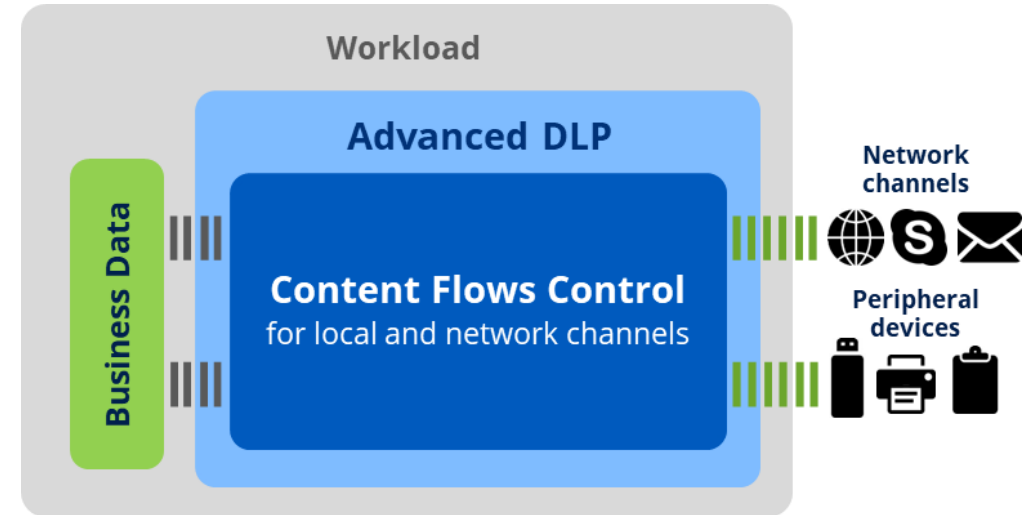 Workload
Advanced DLP
Business Data
Content Flows Control
for local and network channels
Network
channels
S
Peripheral
devices